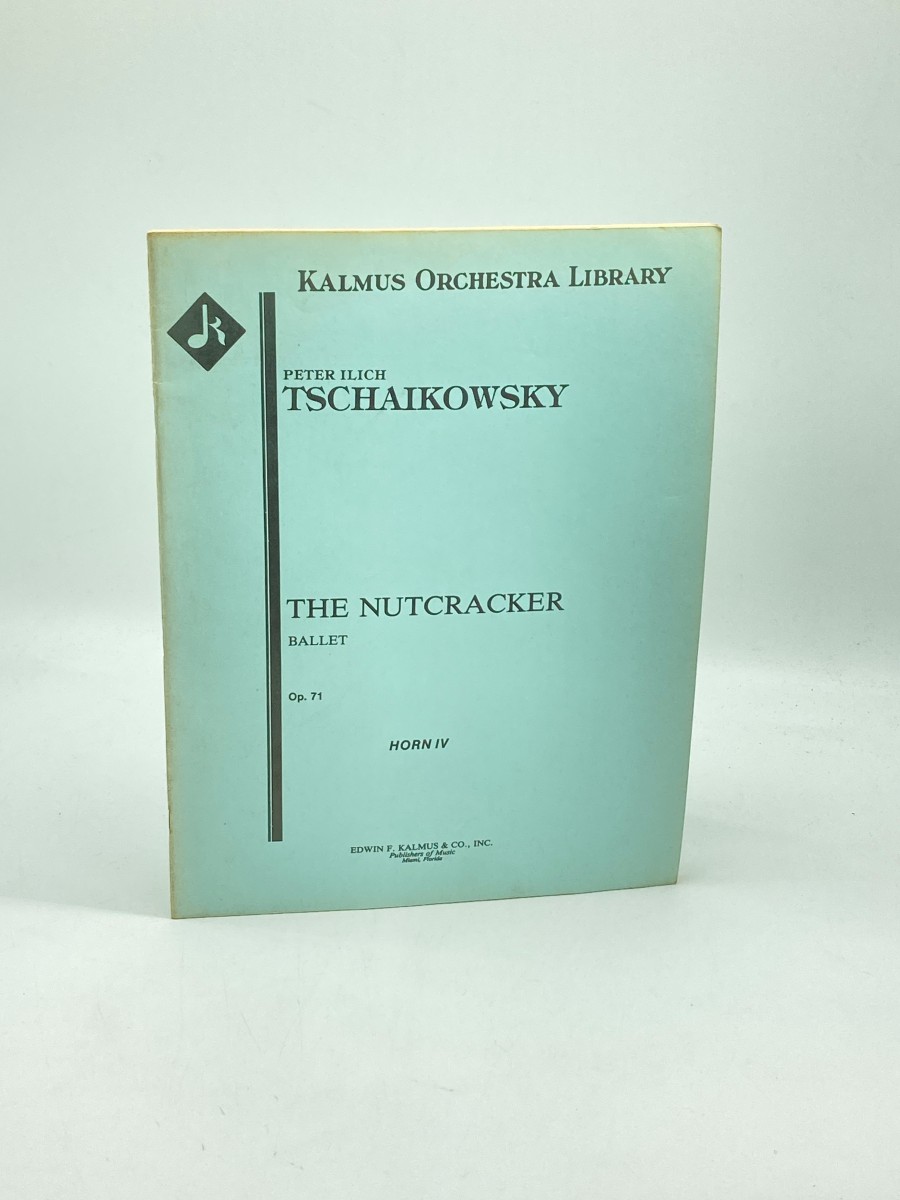 KALMUS ORCHESTRA LIBRARY
PETER ILICH
TSCHAIKOWSKY
THE NUTCRACKER
BALLET
Op. 71
HORN IV
EDWIN F. KALMUS & CO., INC.
Publishers of Music
Miami, Florida